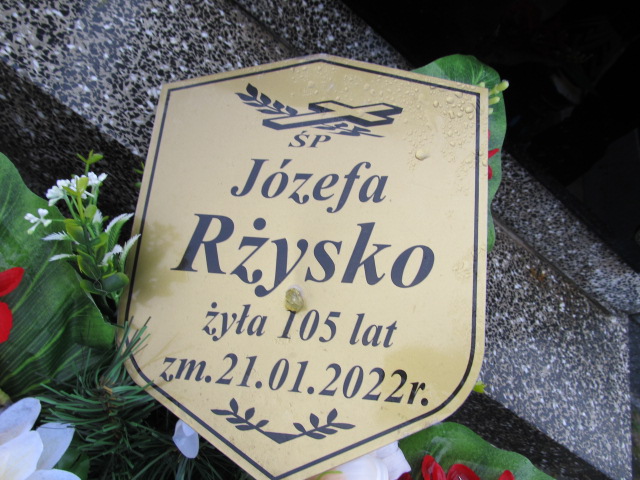 ŚP
Józefa
Rżysko
żyła 105 lat
zm.21.01.2022r.